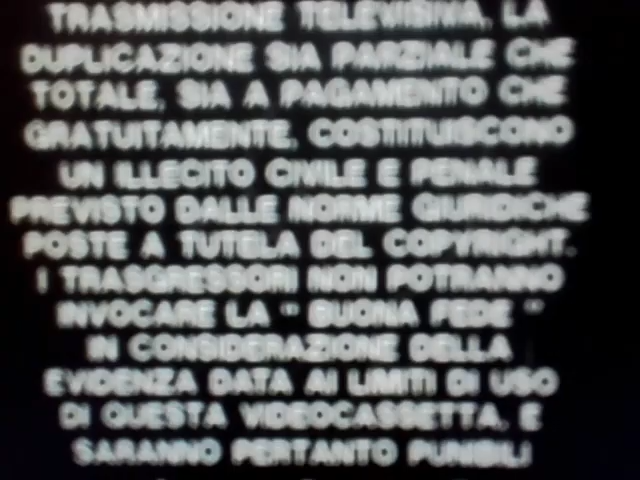 TRASMISSIONE TELEVISIVA, LA
DUPLICAZIONE SIA PARZIALE CHE
TOTALE, SIA A PAGAMENTO CHE
GRATUITAMENTE, COSTITUISCONO
UN ILLECITO CIVILE E PENALE
PREVISTO DALLE NORME GIURIDICHE
POSTE A TUTELA DEL COPYRIGHT.
I TRASGRESSORI NON POTRANNO
INVOCARE LA " BUONA FEDE "
IN CONSIDERAZIONE DELLA
EVIDENZA DATA AI LIMITI DI USO
DI QUESTA VIDEOCASSETTA, E
SARANNO PERTANTO PUNIBILI